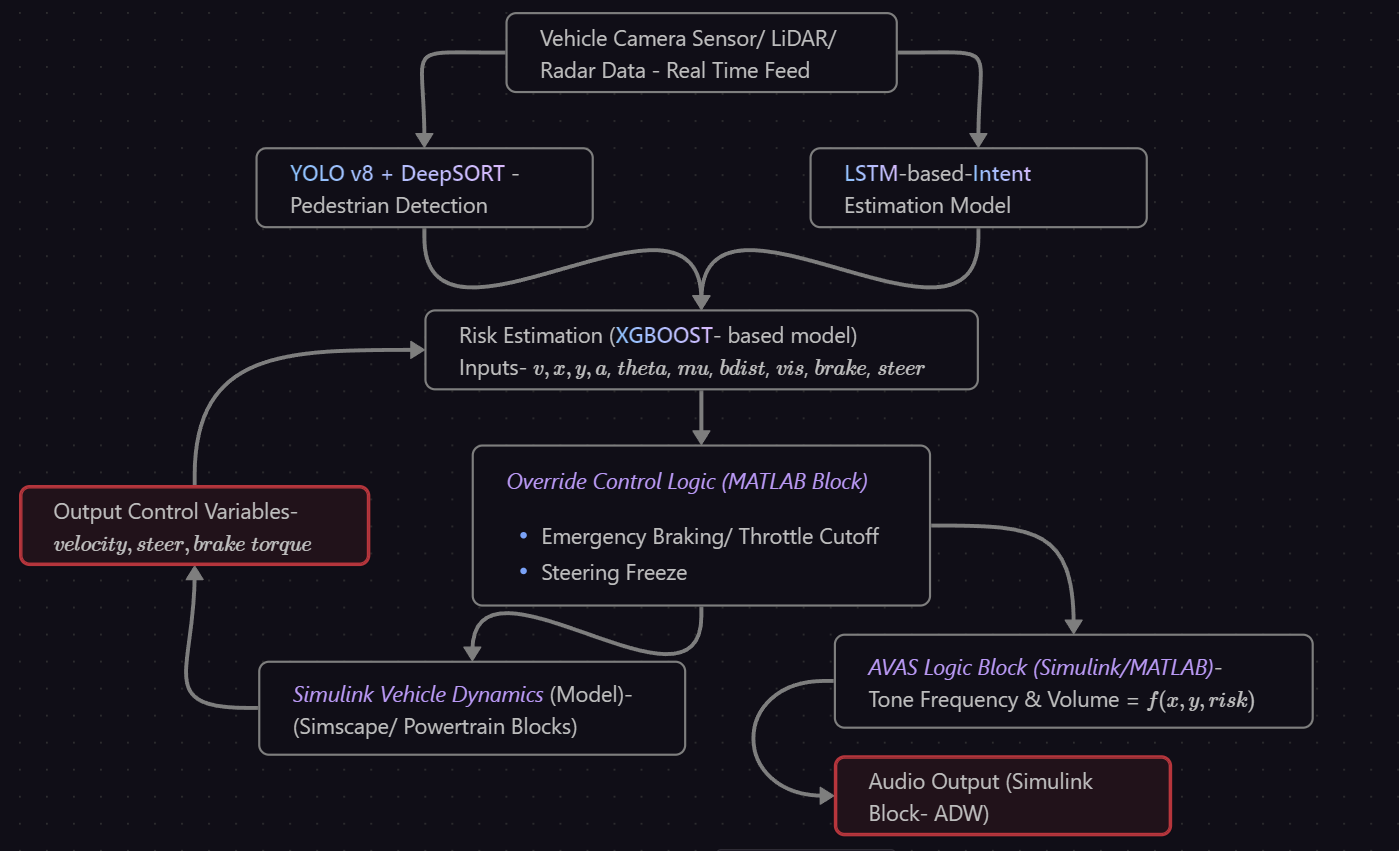 Vehicle Camera Sensor/ LiDAR/
Radar Data - Real Time Feed
YOLO v8 + DeepSORT -
Pedestrian Detection
LSTM-based-Intent
Estimation Model
Risk Estimation (XGBOOST- based model)
Inputs- v, x, y, a, theta, mu, bdist, vis, brake, steer
Override Control Logic (MATLAB Block)
• Emergency Braking/ Throttle Cutoff
• Steering Freeze
Output Control Variables-
velocity, steer, brake torque
Simulink Vehicle Dynamics (Model)-
(Simscape/ Powertrain Blocks)
AVAS Logic Block (Simulink/MATLAB)-
Tone Frequency & Volume = f(x, y, risk)
Audio Output (Simulink
Block- ADW)